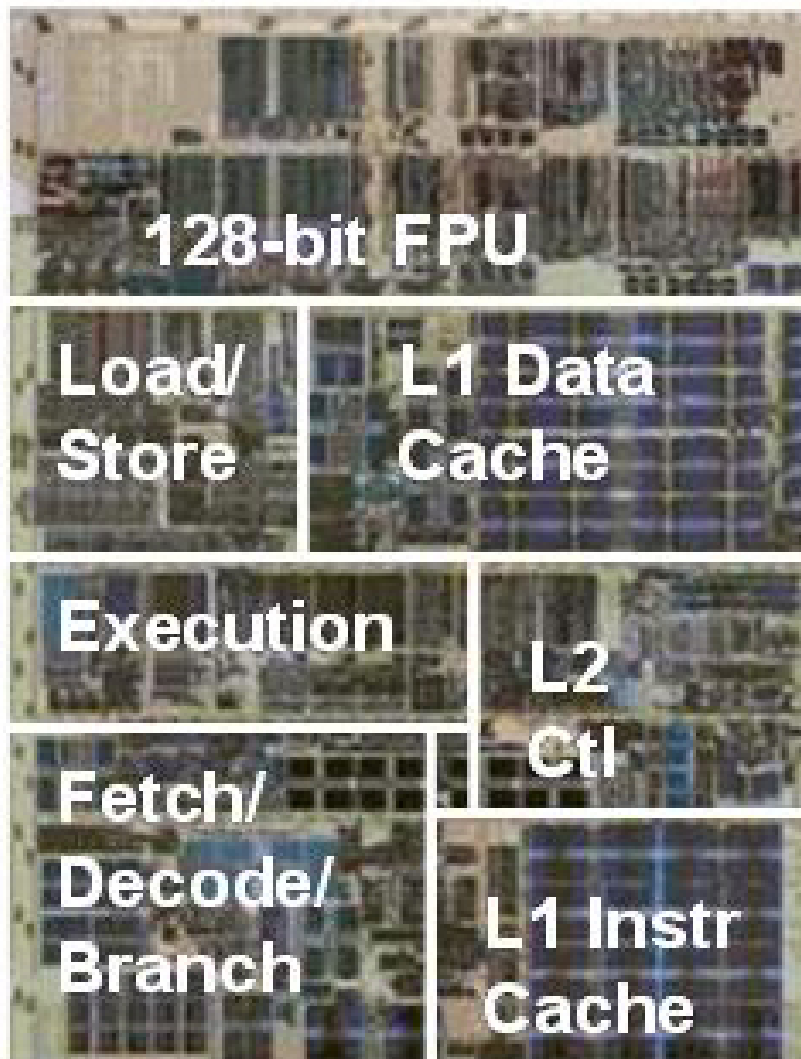 128-bit FPU
Load/
Store
L1 Data
Cache
Execution
L2
Ctl
Fetch/
Decode/
Branch
L1 Instr
Cache